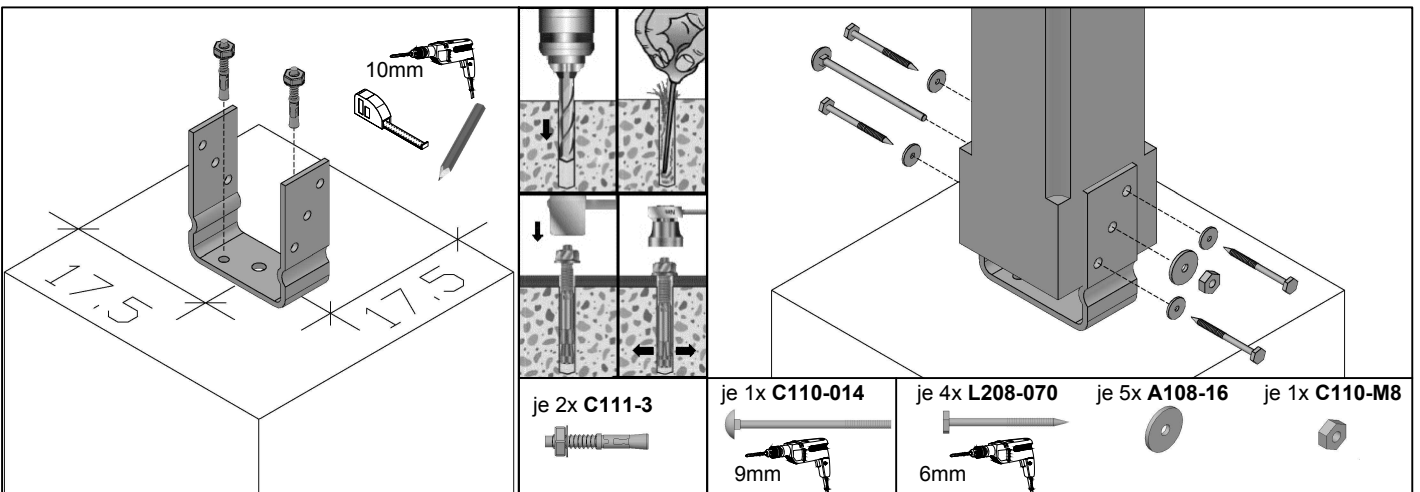 10mm
17.5
17.5
je 2x C111-3
je 1x C110-014
9mm
je 4x L208-070
6mm
je 5x A108-16
je 1x C110-M8